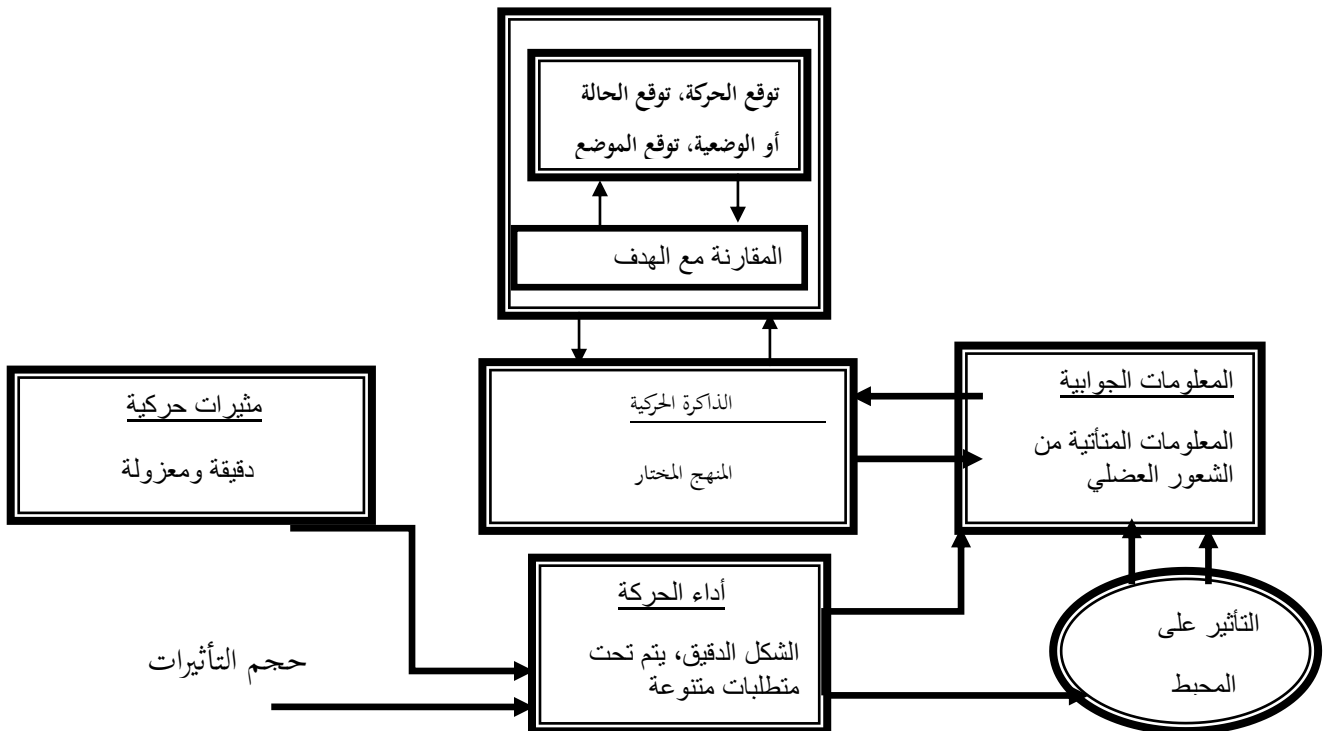 توقع الحركة، توقع الحالة
أو الوضعية، توقع الموضع
المقارنة مع الهدف
المعلومات الجوابية
المعلومات المتأتية من
الشعور العضلي
الذاكرة الحركية
المنهج المختار
مثيرات حركية
دقيقة ومعزولة
أداء الحركة
الشكل الدقيق، يتم تحت
متطلبات متنوعة
التأثير على
المحيط
حجم التأثيرات